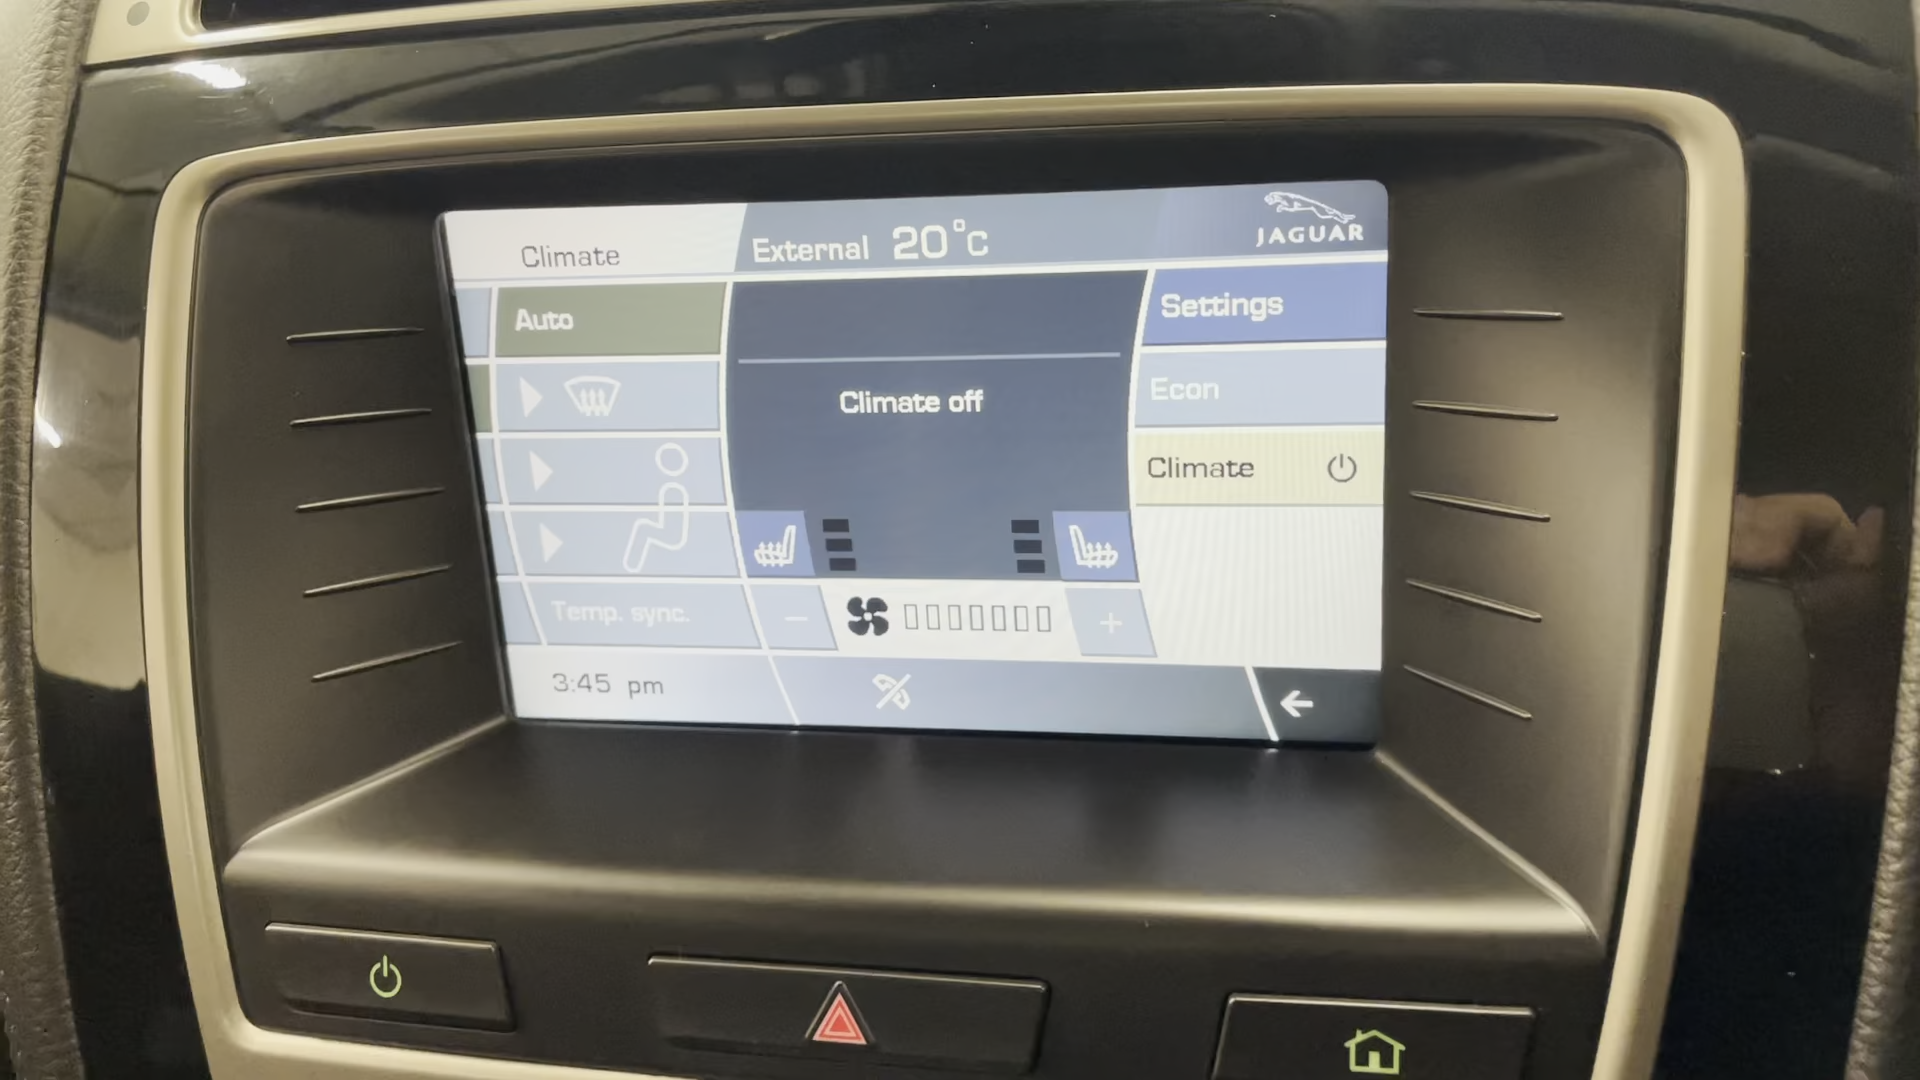 Climate
External 20°C
JAGUAR
Auto
Settings
Econ
Climate off
Climate
Temp. sync.
− +
3:45 pm